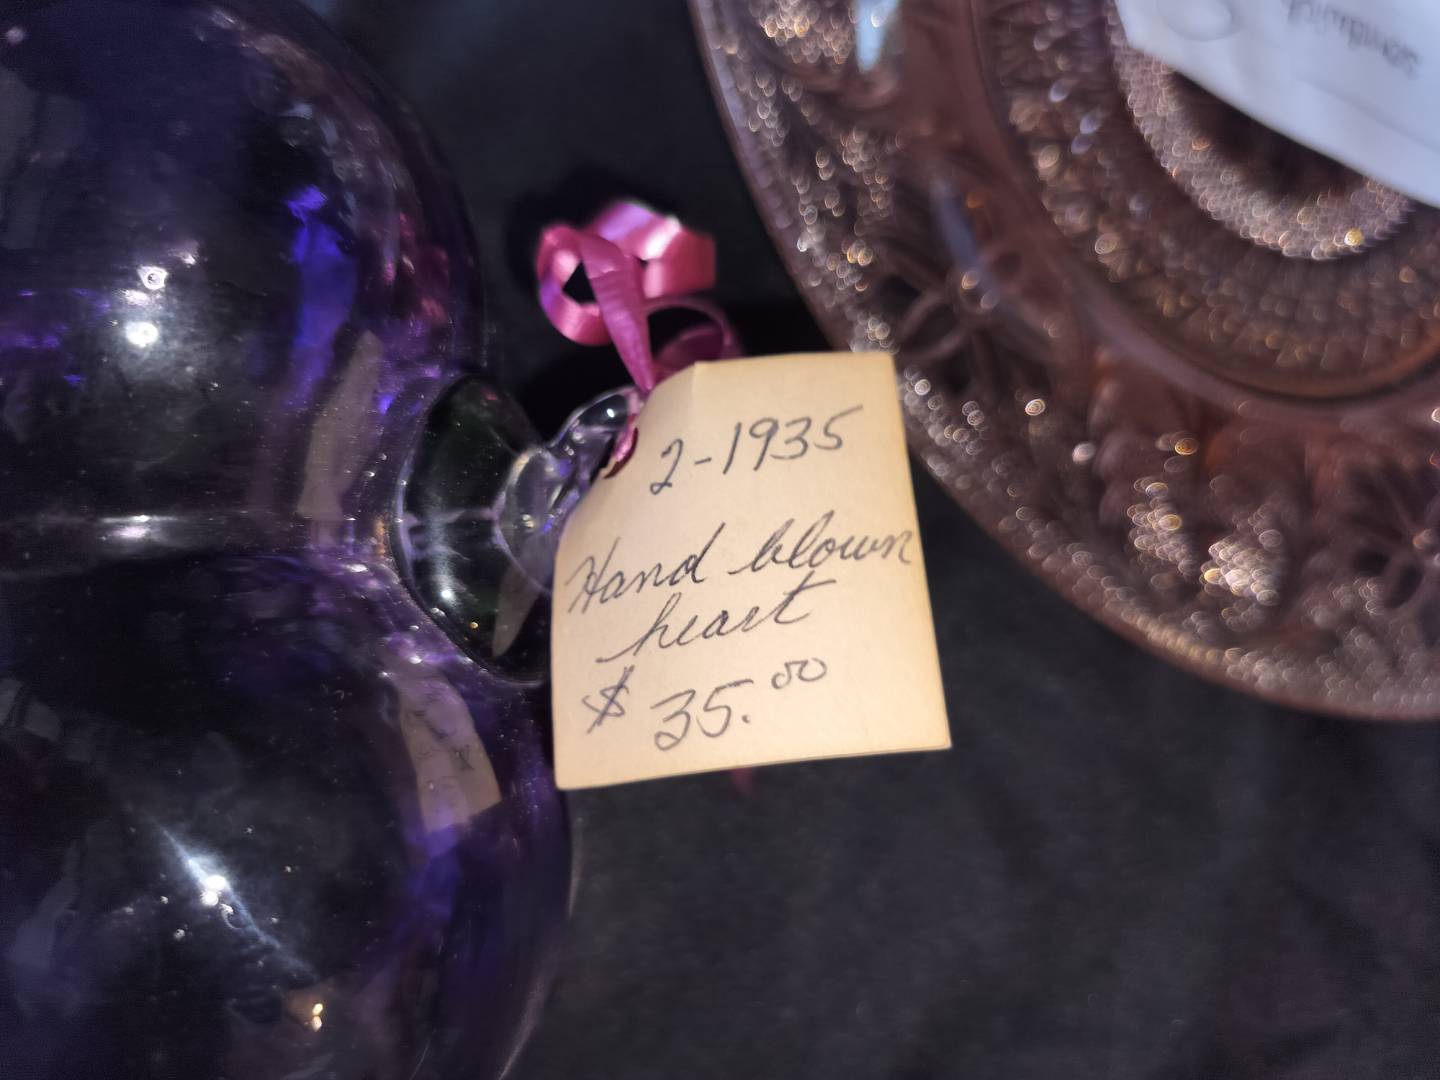 2-1935
Hand blown
heart
$ 35.00